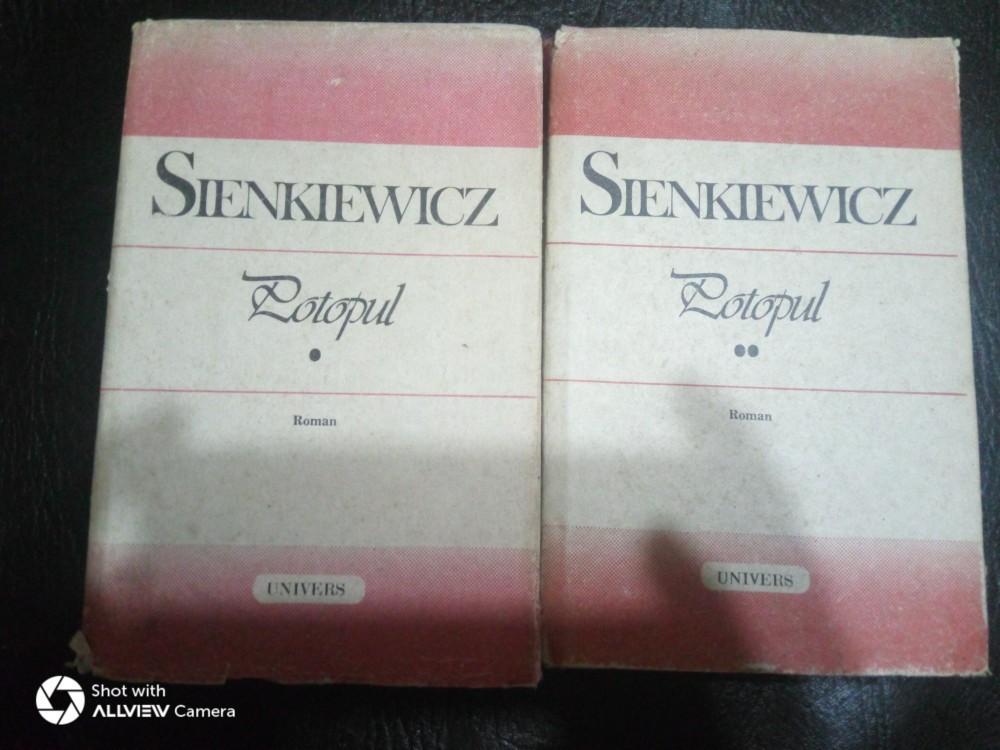 SIENKIEWICZ
Potopul
•
Roman
UNIVERS
SIENKIEWICZ
Potopul
••
Roman
UNIVERS
Shot with
ALLVIEW Camera